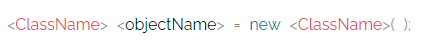 <ClassName> <objectName> = new <ClassName>( );